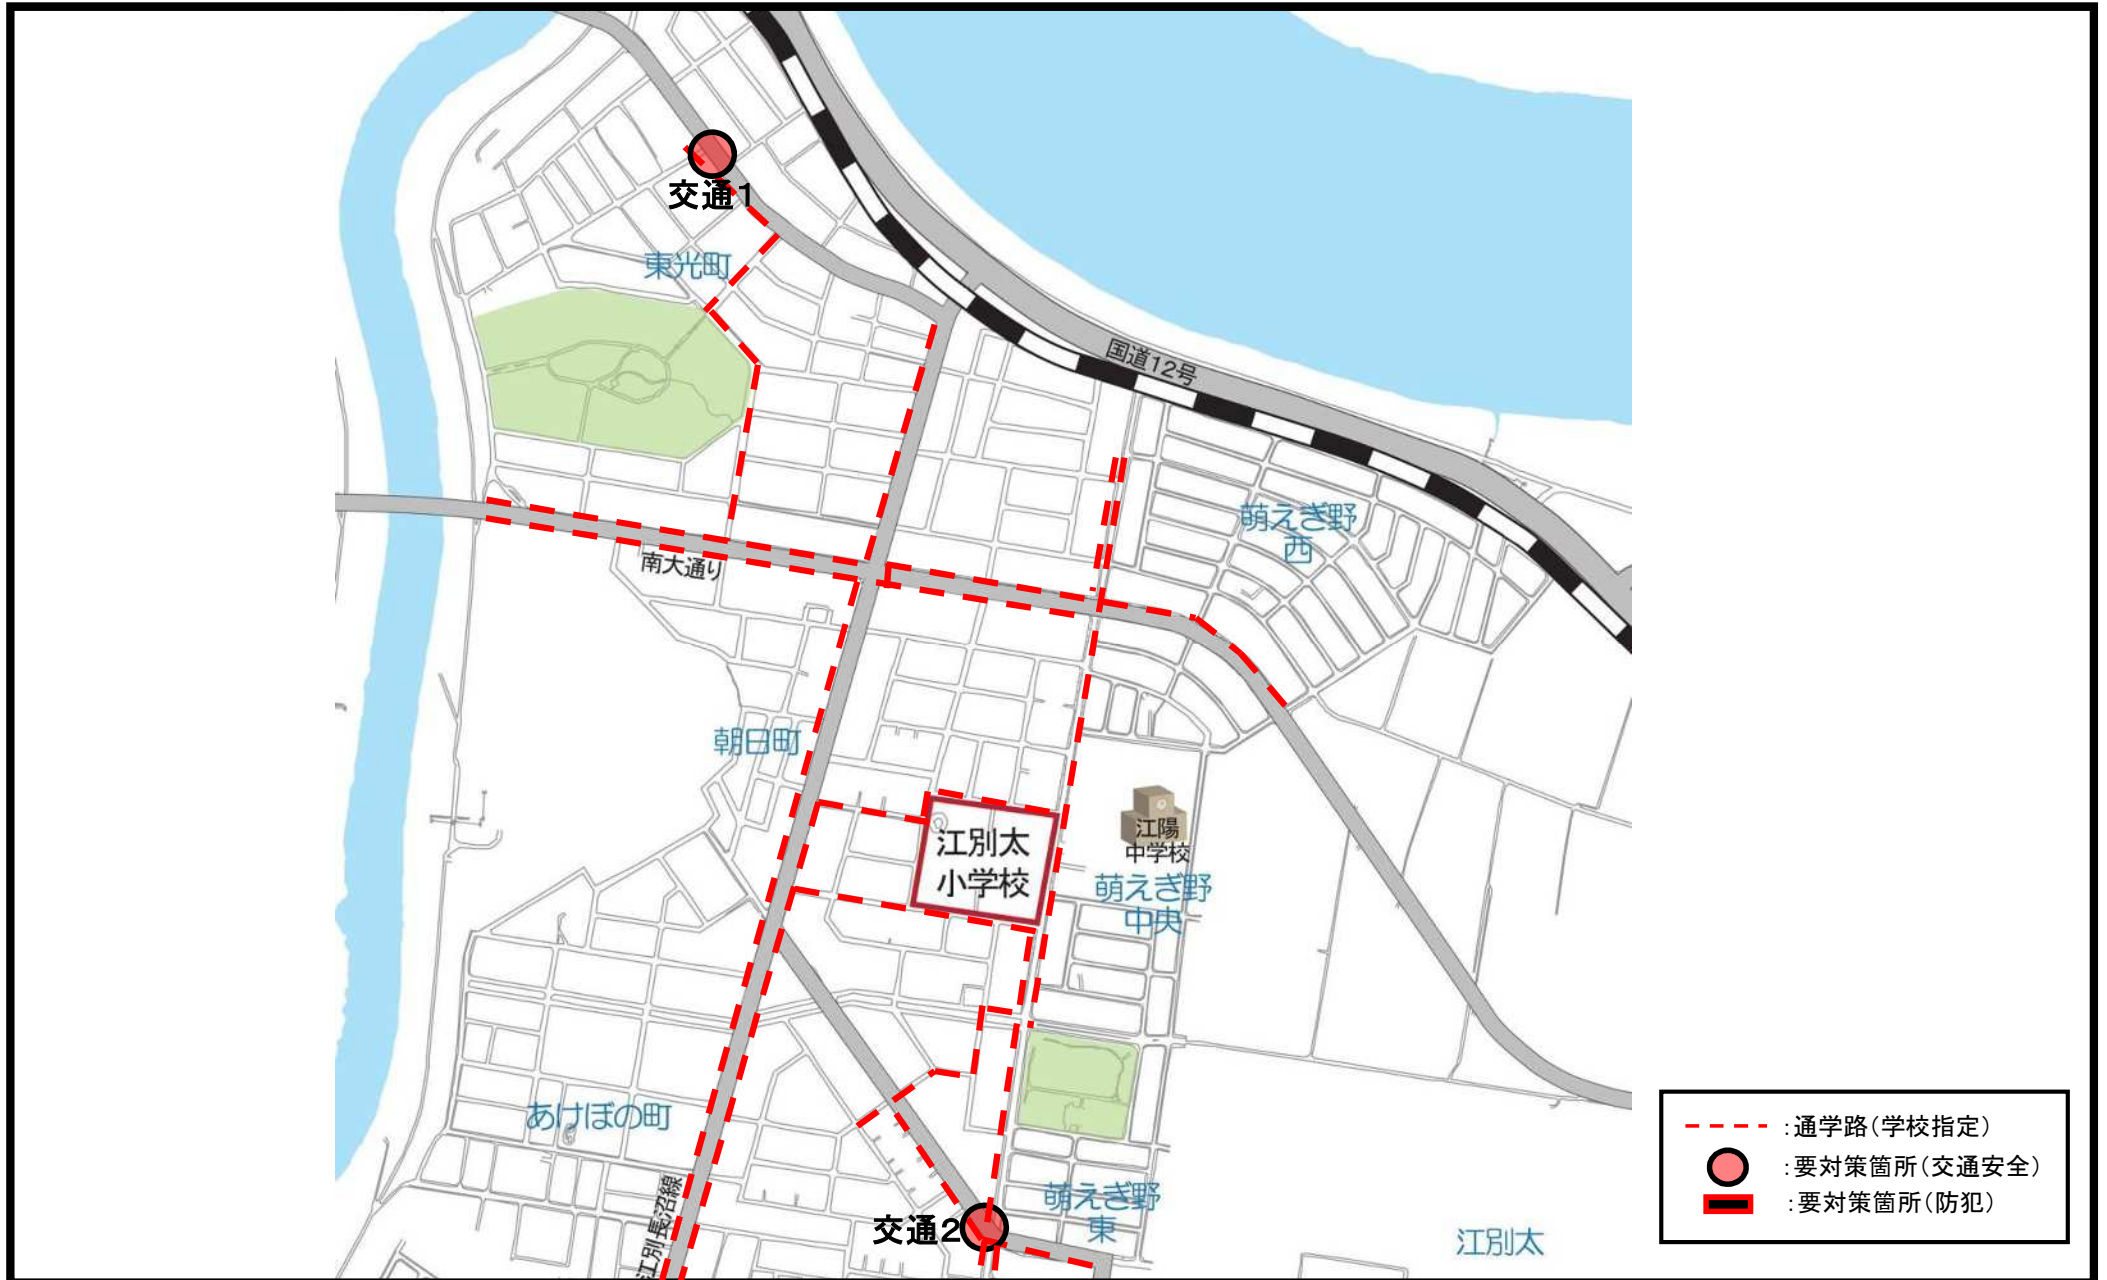 交通1
東光町
国道12号
萌えぎ野
西
南大通り
朝日町
江別太
小学校
江陽
中学校
萌えぎ野
中央
あけぼの町
江別長沼線
萌えぎ野
東
交通2
江別太
:通学路(学校指定)
:要対策箇所(交通安全)
:要対策箇所(防犯)